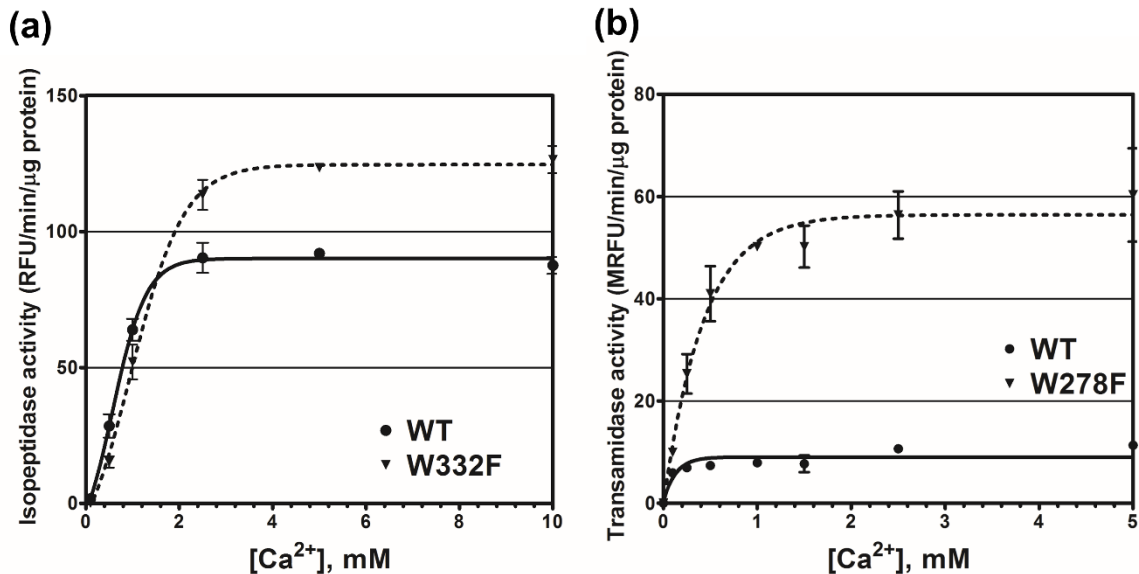 (a)
Isopeptidase activity (RFU/min/µg protein)
150
100
50
0
0 2 4 6 8 10
[Ca²⁺], mM
WT
W332F
(b)
Transamidase activity (MRFU/min/µg protein)
80
60
40
20
0
0 1 2 3 4 5
[Ca²⁺], mM
WT
W278F